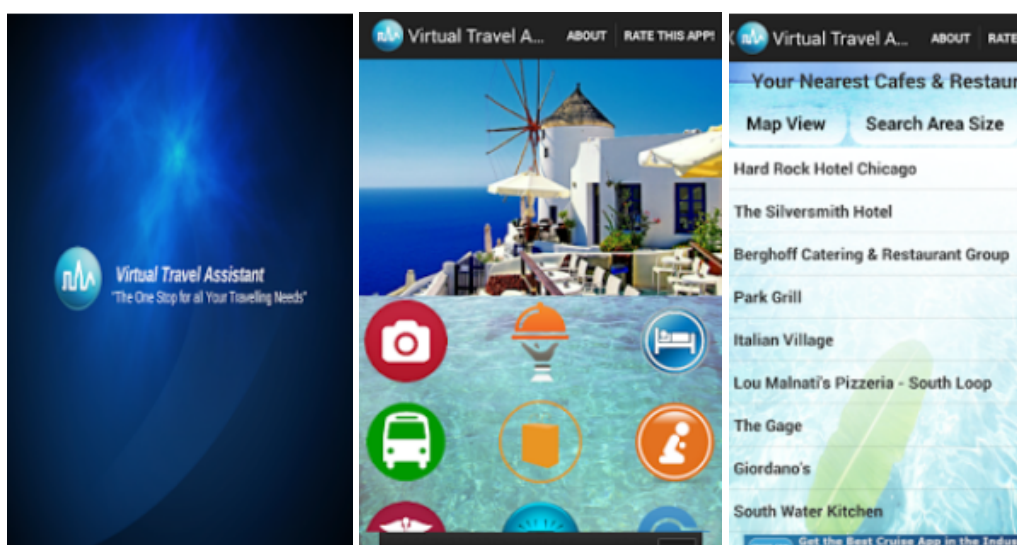 Virtual Travel Assistant
"The One Stop for all Your Travelling Needs"
Virtual Travel A... ABOUT RATE THIS APP!
Virtual Travel A... ABOUT RATE
Your Nearest Cafes & Restaur
Map View Search Area Size
Hard Rock Hotel Chicago
The Silversmith Hotel
Berghoff Catering & Restaurant Group
Park Grill
Italian Village
Lou Malnati's Pizzeria - South Loop
The Gage
Giordano's
South Water Kitchen
Get the Best Cruise App in the Indus